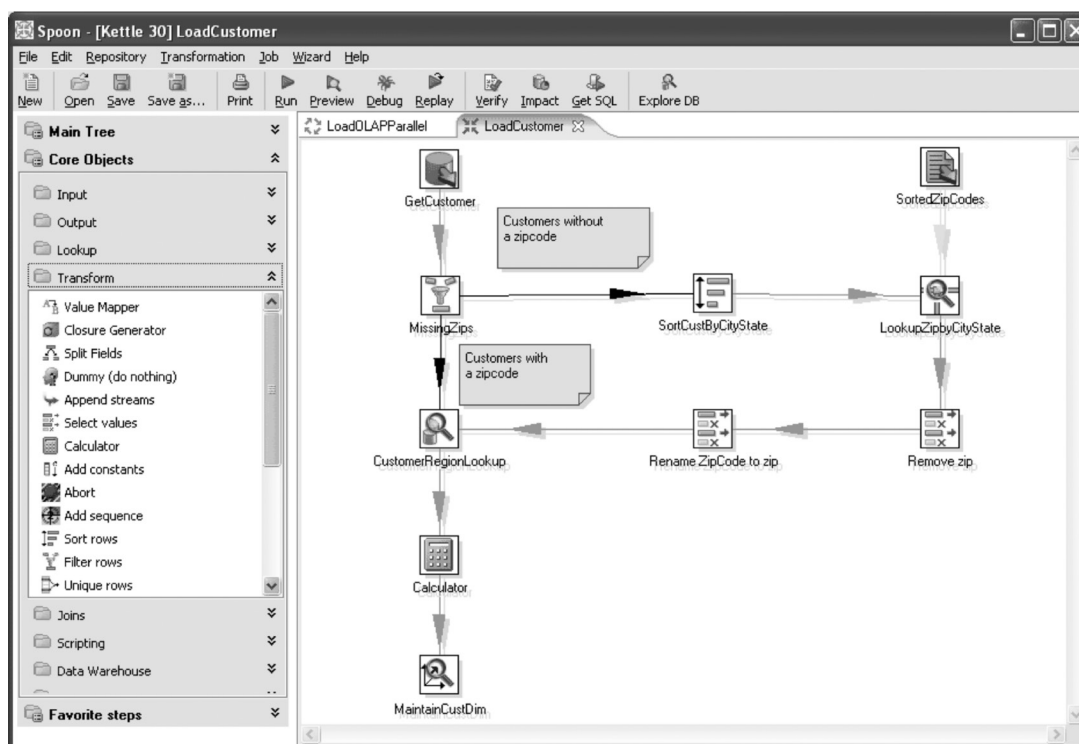 Spoon - [Kettle 30] LoadCustomer
File Edit Repository Transformation Job Wizard Help
New Open Save Save as... Print Run Preview Debug Replay Verify Impact Get SQL Explore DB
Main Tree
Core Objects
Input
Output
Lookup
Transform
Value Mapper
Closure Generator
Split Fields
Dummy (do nothing)
Append streams
Select values
Calculator
Add constants
Abort
Add sequence
Sort rows
Filter rows
Unique rows
Joins
Scripting
Data Warehouse
Favorite steps
LoadOLAPParallel LoadCustomer
GetCustomer
SortedZipCodes
Customers without
a zipcode
MissingZips
SortCustByCityState
LookupZipbyCityState
Customers with
a zipcode
CustomerRegionLookup
Rename ZipCode to zip
Remove zip
Calculator
MaintainCustDim